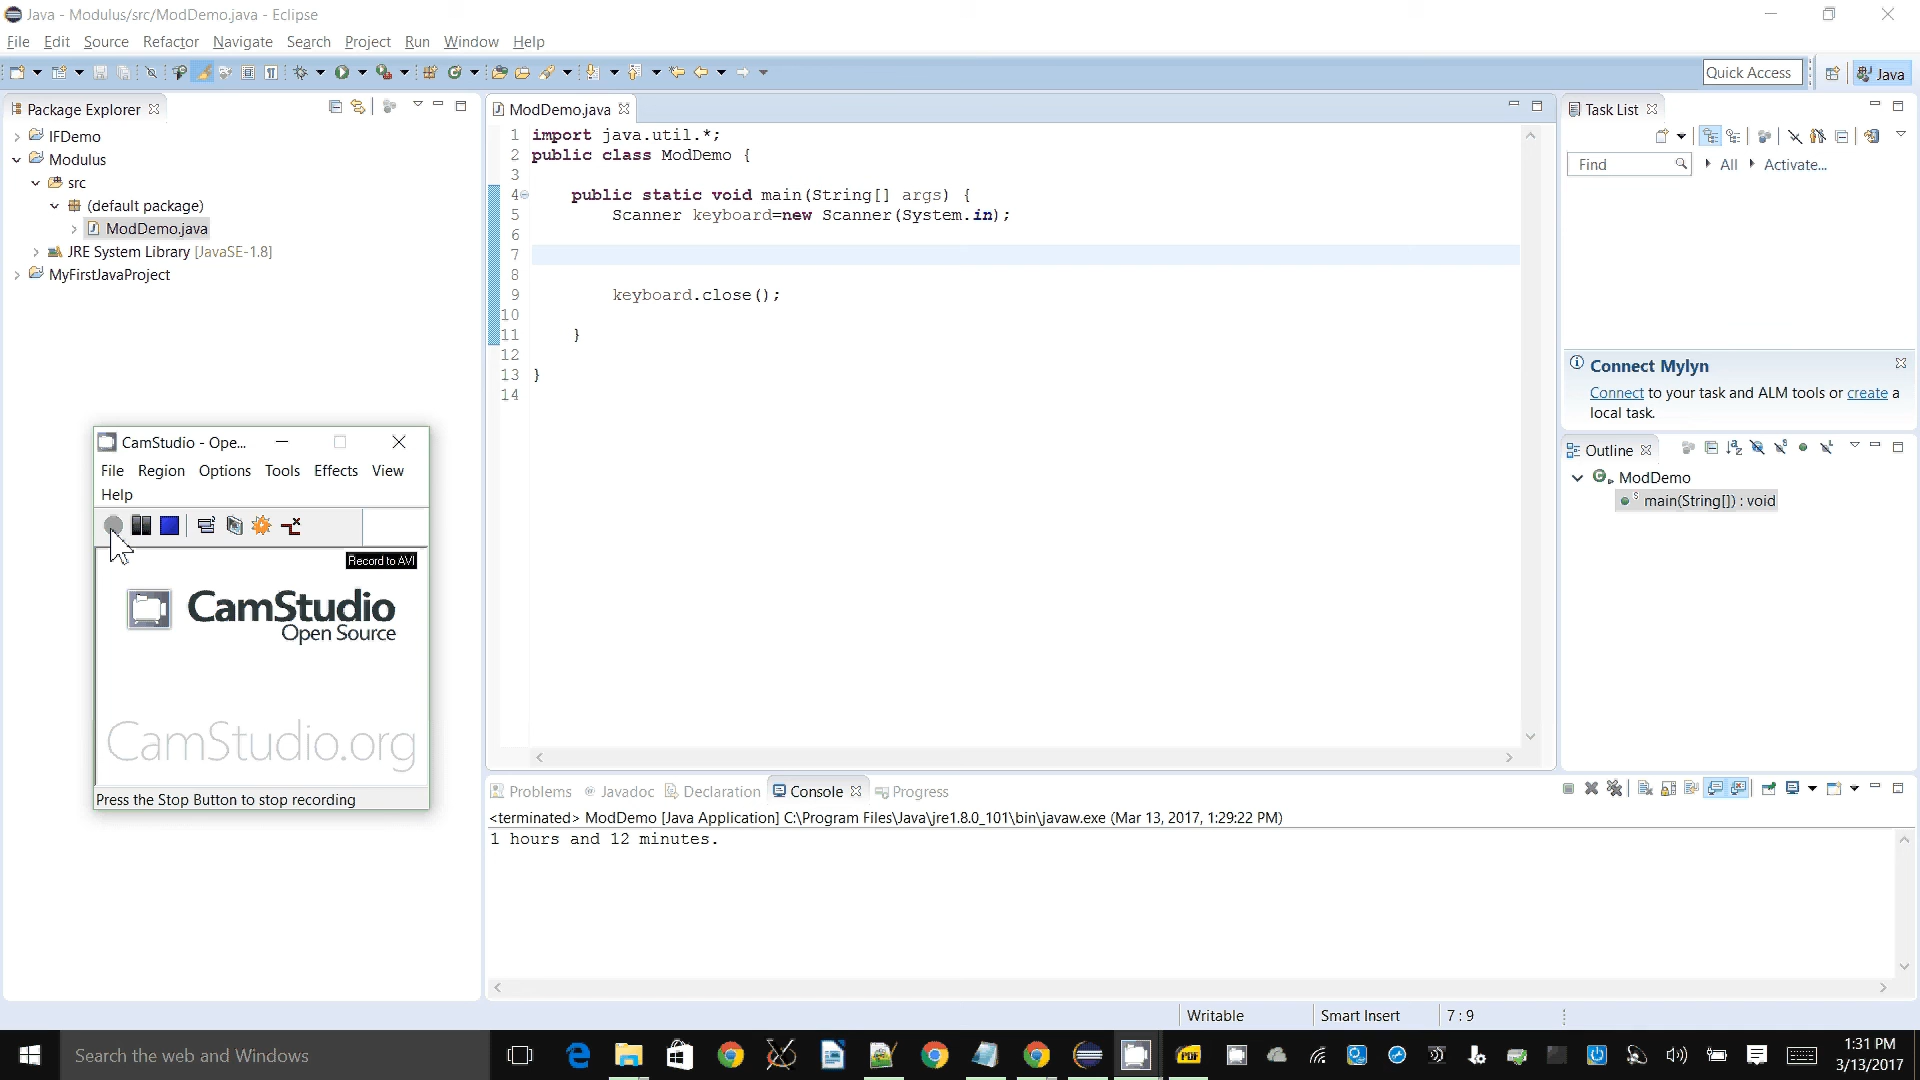 Java - Modulus/src/ModDemo.java - Eclipse
File Edit Source Refactor Navigate Search Project Run Window Help
Quick Access Java
Package Explorer
IFDemo
Modulus
src
(default package)
ModDemo.java
JRE System Library [JavaSE-1.8]
MyFirstJavaProject
ModDemo.java
1 import java.util.*;
2 public class ModDemo {
3
4 public static void main(String[] args) {
5 Scanner keyboard=new Scanner(System.in);
6
7
8
9 keyboard.close();
10
11 }
12
13 }
14
Task List
Find All Activate...
Connect Mylyn
Connect to your task and ALM tools or create a
local task.
Outline
ModDemo
main(String[]) : void
CamStudio - Ope...
File Region Options Tools Effects View
Help
Record to AVI
CamStudio
Open Source
CamStudio.org
Press the Stop Button to stop recording
Problems Javadoc Declaration Console Progress
<terminated> ModDemo [Java Application] C:\Program Files\Java\jre1.8.0_101\bin\javaw.exe (Mar 13, 2017, 1:29:22 PM)
1 hours and 12 minutes.
Writable Smart Insert 7 : 9
Search the web and Windows
PDF
1:31 PM
3/13/2017